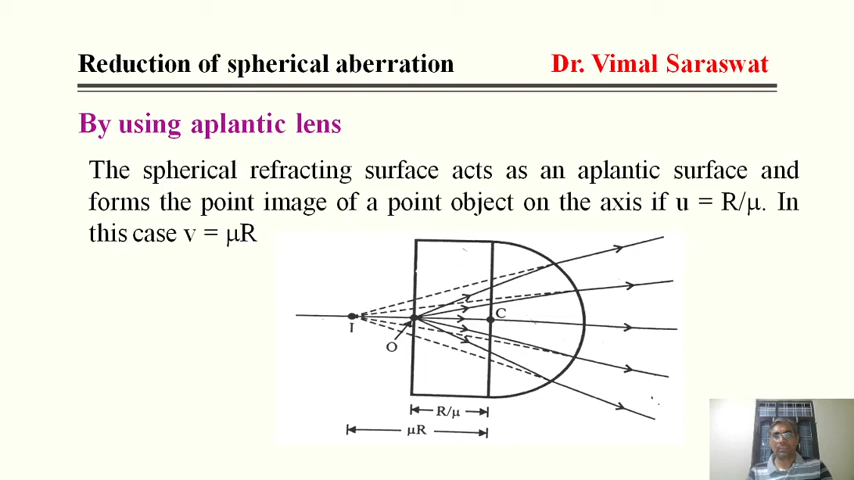 Reduction of spherical aberration Dr. Vimal Saraswat
By using aplantic lens
The spherical refracting surface acts as an aplantic surface and
forms the point image of a point object on the axis if u = R/μ. In
this case v = μR
C
I
O
R/μ
μR